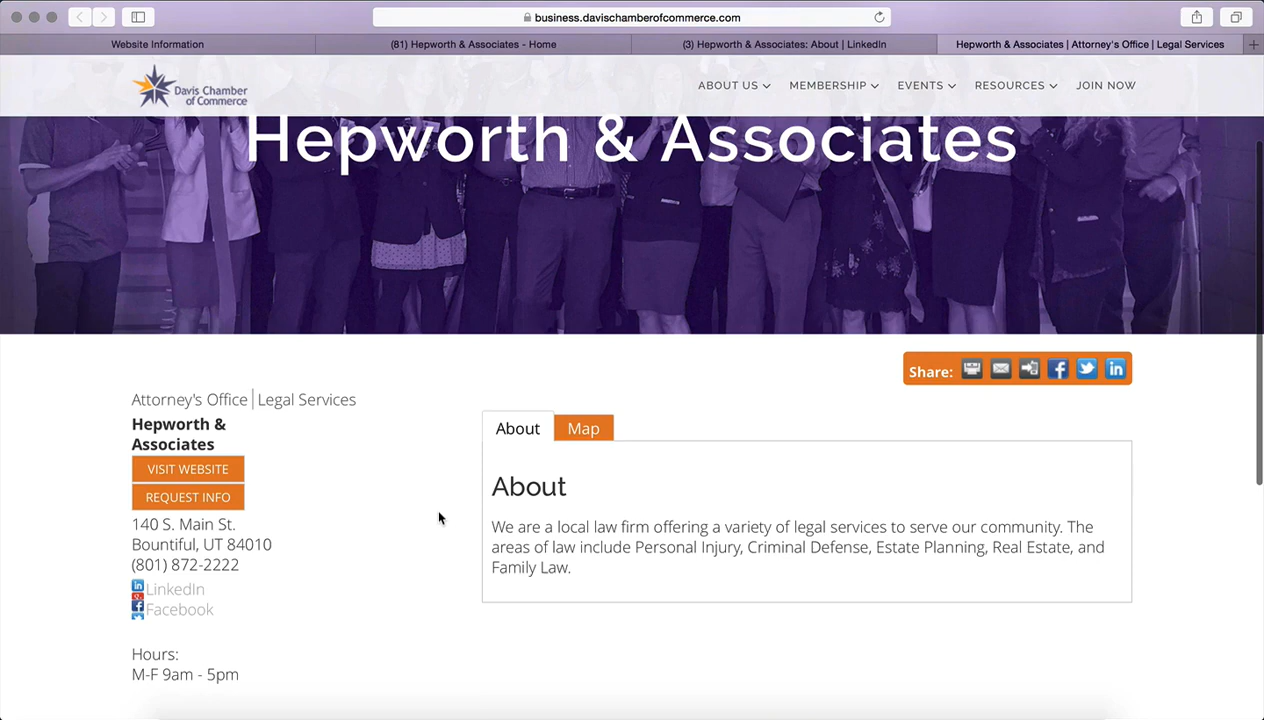 business.davischamberofcommerce.com
Website Information
(81) Hepworth & Associates - Home
(3) Hepworth & Associates: About | LinkedIn
Hepworth & Associates | Attorney's Office | Legal Services
Davis Chamber
of Commerce
ABOUT US
MEMBERSHIP
EVENTS
RESOURCES
JOIN NOW
Hepworth & Associates
Share:
Attorney's Office | Legal Services
Hepworth &
Associates
VISIT WEBSITE
REQUEST INFO
140 S. Main St.
Bountiful, UT 84010
(801) 872-2222
LinkedIn
Facebook
Hours:
M-F 9am - 5pm
About
Map
About
We are a local law firm offering a variety of legal services to serve our community. The
areas of law include Personal Injury, Criminal Defense, Estate Planning, Real Estate, and
Family Law.